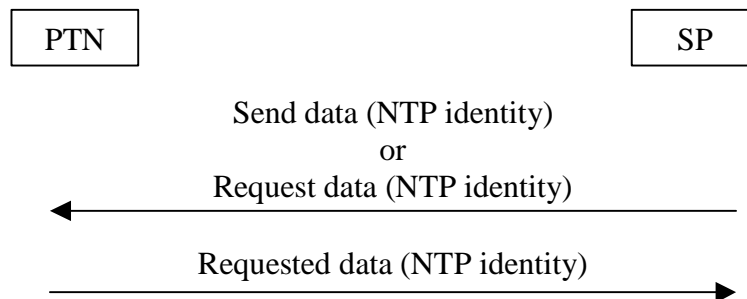 PTN
SP
Send data (NTP identity)
or
Request data (NTP identity)
Requested data (NTP identity)